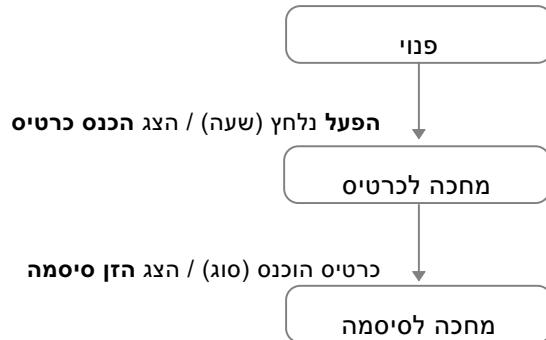 פנוי
הפעל נלחץ (שעה) / הצג הכנס כרטיס
מחכה לכרטיס
כרטיס הוכנס (סוג) / הצג הזן סיסמה
מחכה לסיסמה